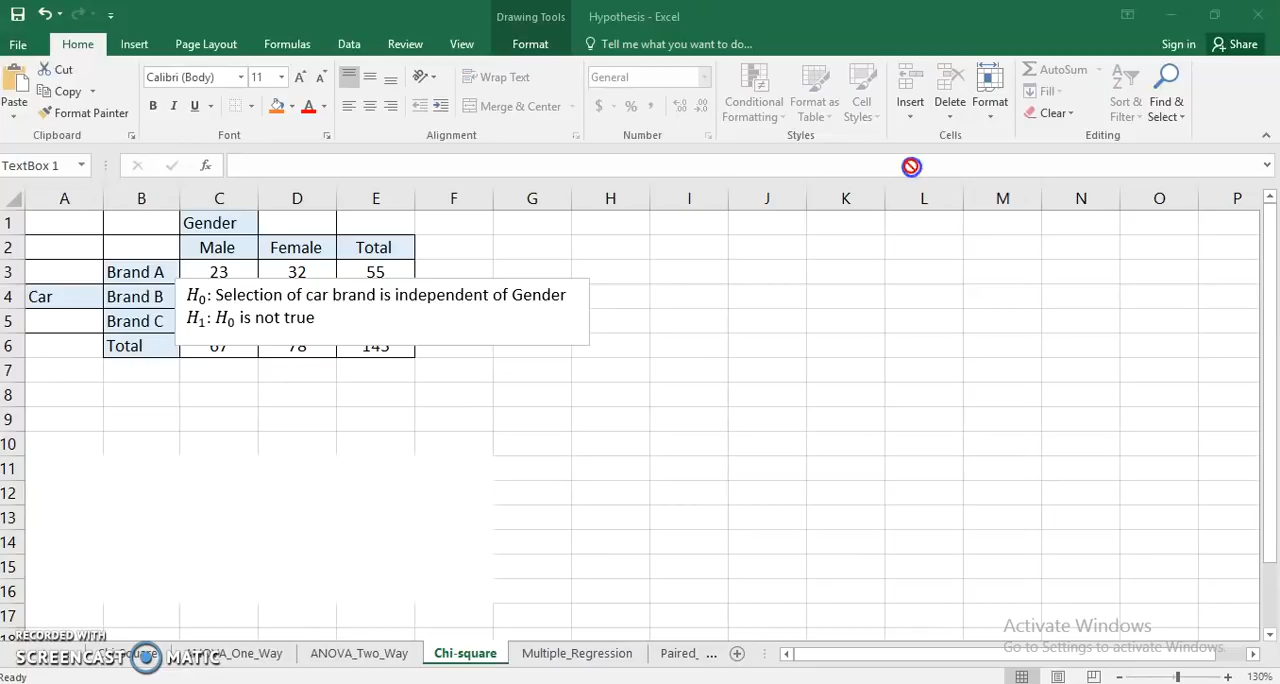 Drawing Tools
Hypothesis - Excel
File Home Insert Page Layout Formulas Data Review View Format Tell me what you want to do... Sign in Share
Paste Cut Copy Format Painter
Calibri (Body) 11 Wrap Text General
B I U Merge & Center $ % ,
Conditional Formatting Format as Table Cell Styles
Insert Delete Format
AutoSum Fill Clear Sort & Filter Find & Select
Clipboard Font Alignment Number Styles Cells Editing
TextBox 1 fx
A B C D E F G H I J K L M N O P
1 Gender
2 Male Female Total
3 Brand A 23 32 55
4 Car Brand B
5 Brand C
6 Total 67 78 145
H₀: Selection of car brand is independent of Gender
H₁: H₀ is not true
7
8
9
10
11
12
13
14
15
16
17
Activate Windows
Go to Settings to activate Windows.
RECORDED WITH
SCREENCAST MATIC
ANOVA_One_Way ANOVA_Two_Way Chi-square Multiple_Regression Paired_ ...
Ready 130%